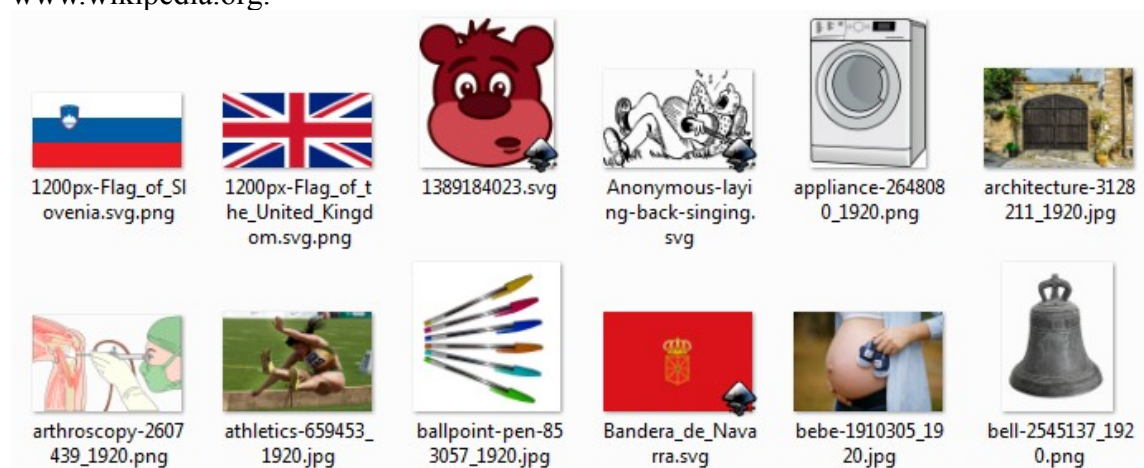 www.wikipedia.org.
1200px-Flag_of_Sl
ovenia.svg.png
1200px-Flag_of_t
he_United_Kingd
om.svg.png
1389184023.svg
Anonymous-layi
ng-back-singing.
svg
appliance-264808
0_1920.png
architecture-3128
211_1920.jpg
arthroscopy-2607
439_1920.png
athletics-659453_
1920.jpg
ballpoint-pen-85
3057_1920.jpg
Bandera_de_Nava
rra.svg
bebe-1910305_19
20.jpg
bell-2545137_192
0.png